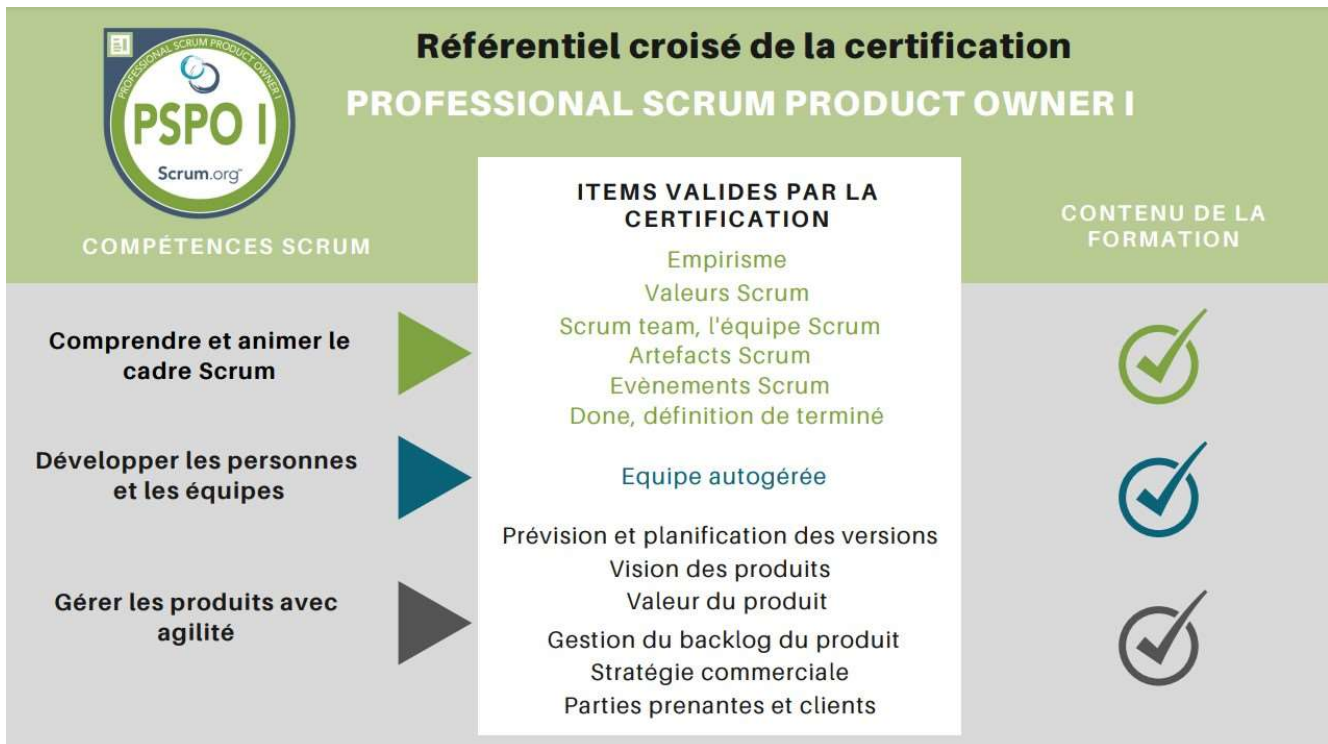 Référentiel croisé de la certification
PROFESSIONAL SCRUM PRODUCT OWNER I
PROFESSIONAL SCRUM PRODUCT OWNER I
PSPO I
Scrum.org™
COMPÉTENCES SCRUM
ITEMS VALIDES PAR LA
CERTIFICATION
CONTENU DE LA
FORMATION
Comprendre et animer le
cadre Scrum
Empirisme
Valeurs Scrum
Scrum team, l'équipe Scrum
Artefacts Scrum
Evènements Scrum
Done, définition de terminé
Développer les personnes
et les équipes
Equipe autogérée
Gérer les produits avec
agilité
Prévision et planification des versions
Vision des produits
Valeur du produit
Gestion du backlog du produit
Stratégie commerciale
Parties prenantes et clients